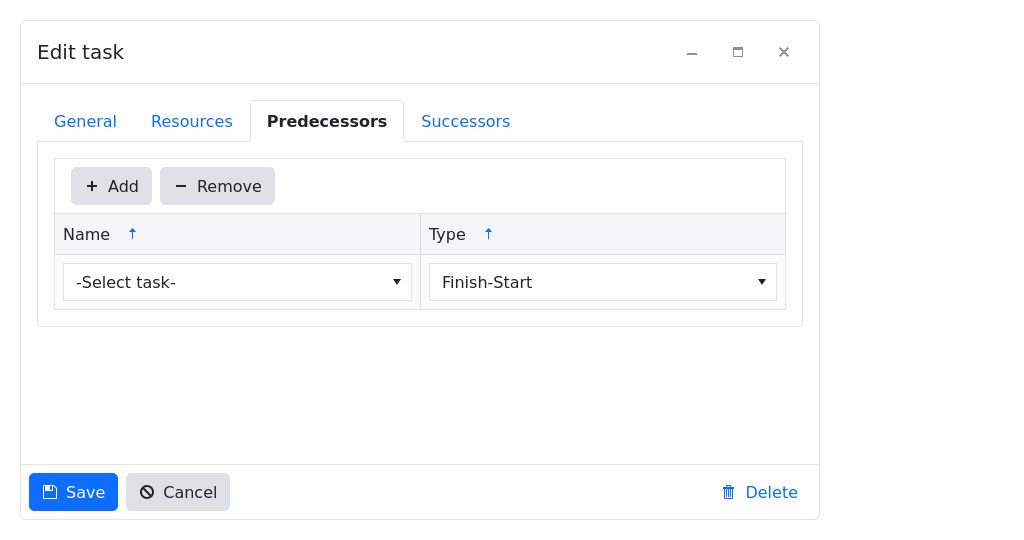 Edit task
General Resources Predecessors Successors
Add Remove
Name Type
-Select task- Finish-Start
Save Cancel Delete